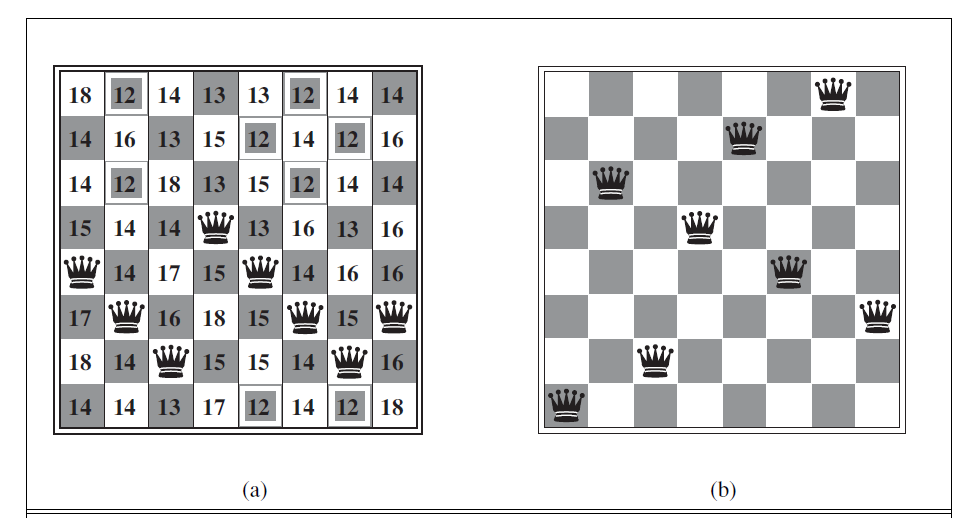 18 12 14 13 13 12 14 14
14 16 13 15 12 14 12 16
14 12 18 13 15 12 14 14
15 14 14 13 16 13 16
14 17 15 14 16 16
17 16 18 15 15
18 14 15 15 14 16
14 14 13 17 12 14 12 18
(a) (b)